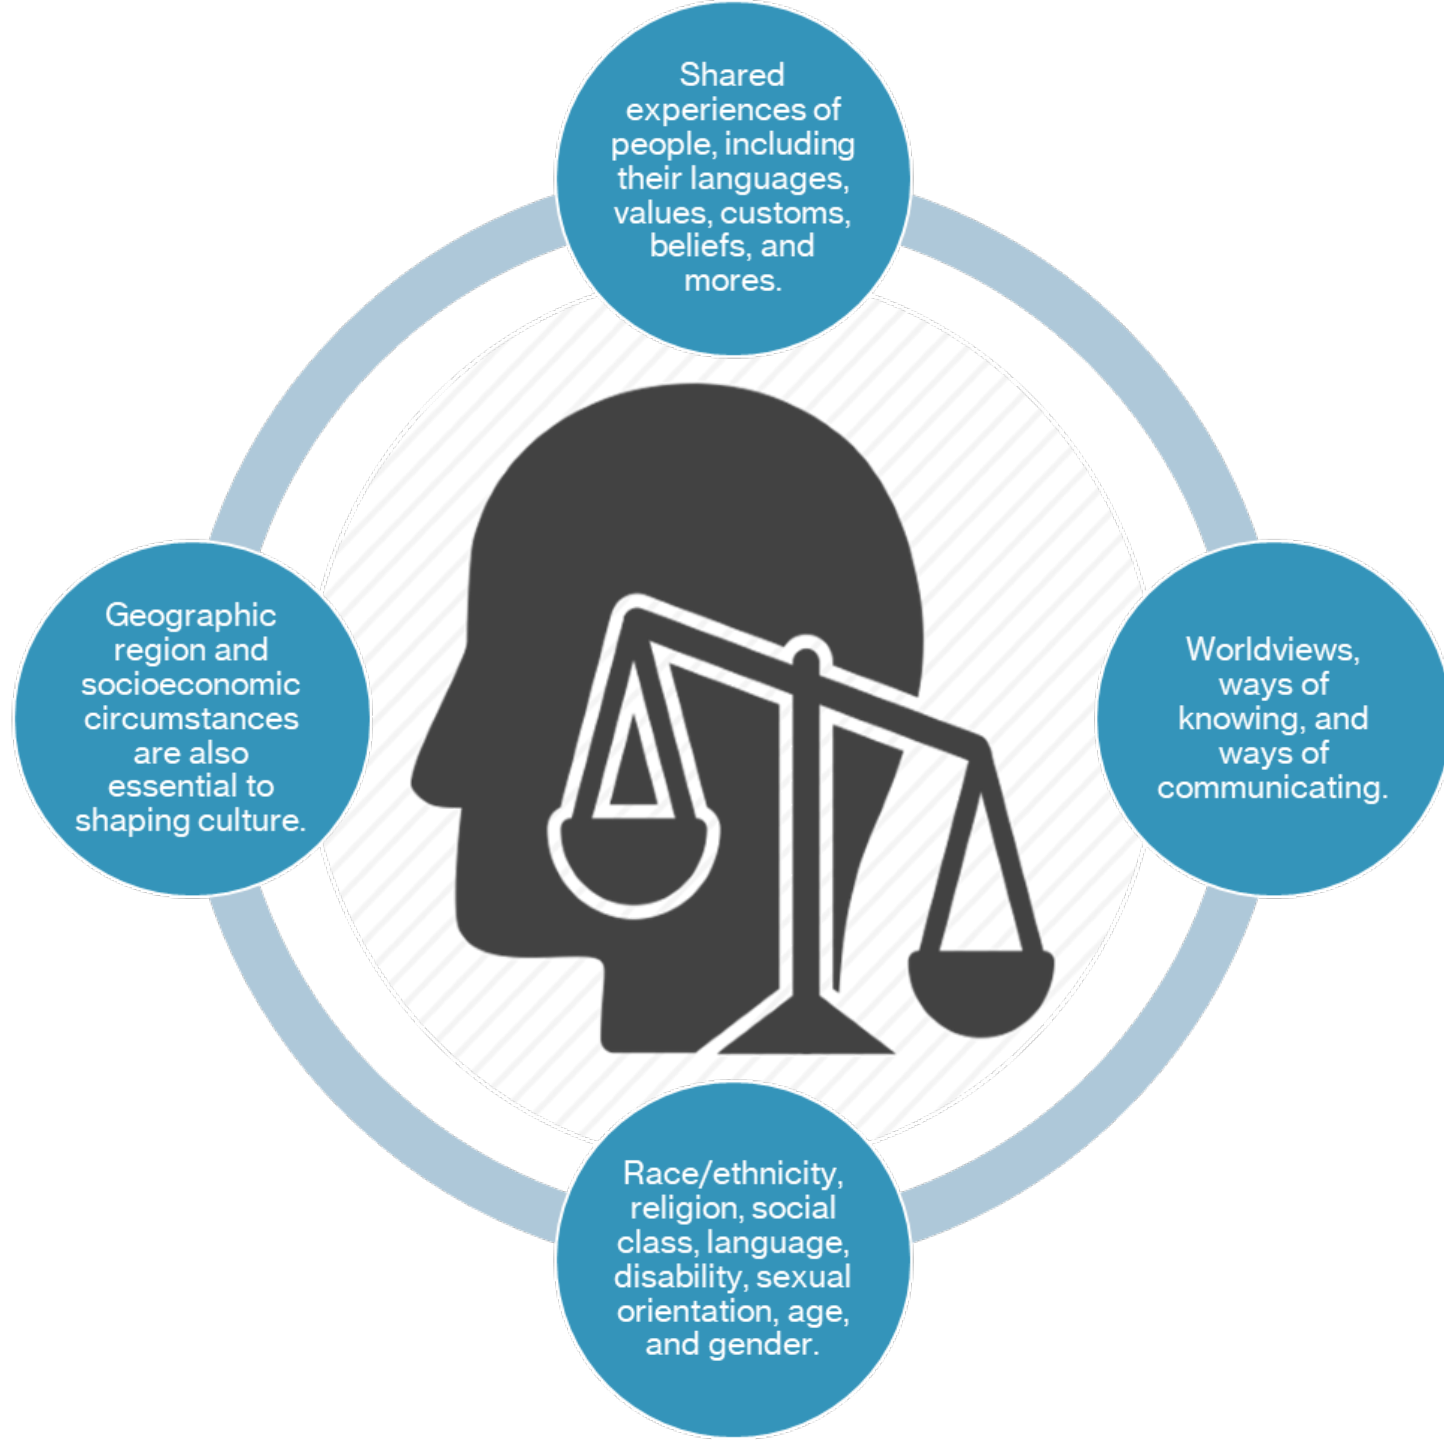 Shared
experiences of
people, including
their languages,
values, customs,
beliefs, and
mores.
Worldviews,
ways of
knowing, and
ways of
communicating.
Race/ethnicity,
religion, social
class, language,
disability, sexual
orientation, age,
and gender.
Geographic
region and
socioeconomic
circumstances
are also
essential to
shaping culture.